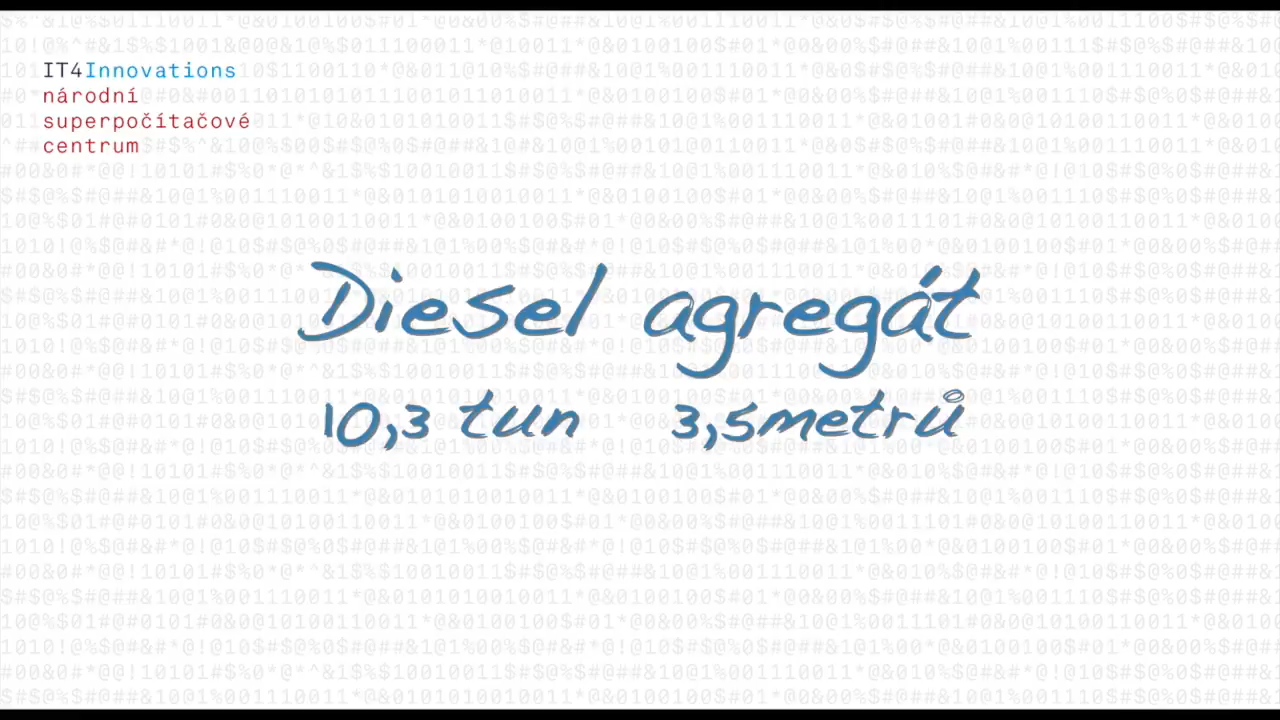 IT4Innovations
národní
superpočítačové
centrum
Diesel agregát
10,3 tun 3,5metrů